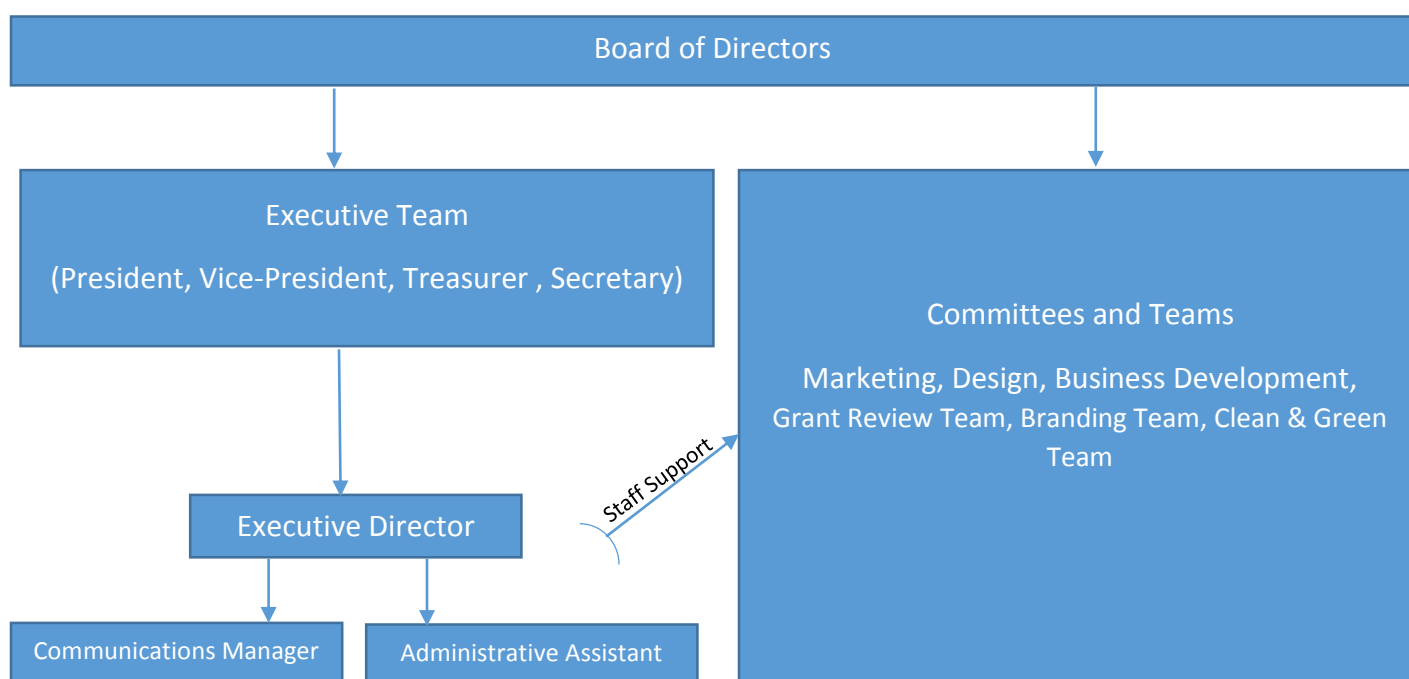 Board of Directors
Executive Team
(President, Vice-President, Treasurer , Secretary)
Committees and Teams
Marketing, Design, Business Development,
Grant Review Team, Branding Team, Clean & Green
Team
Staff Support
Executive Director
Communications Manager
Administrative Assistant